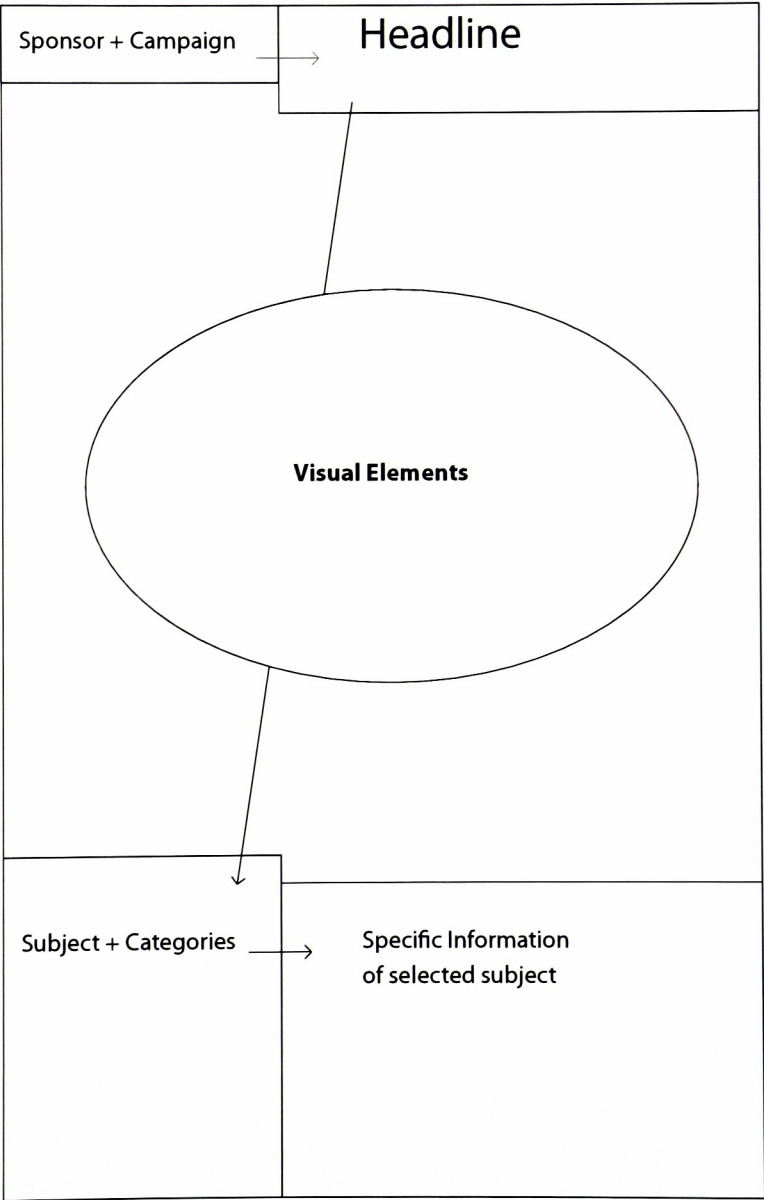 Sponsor + Campaign
Headline
Visual Elements
Subject + Categories
Specific Information
of selected subject